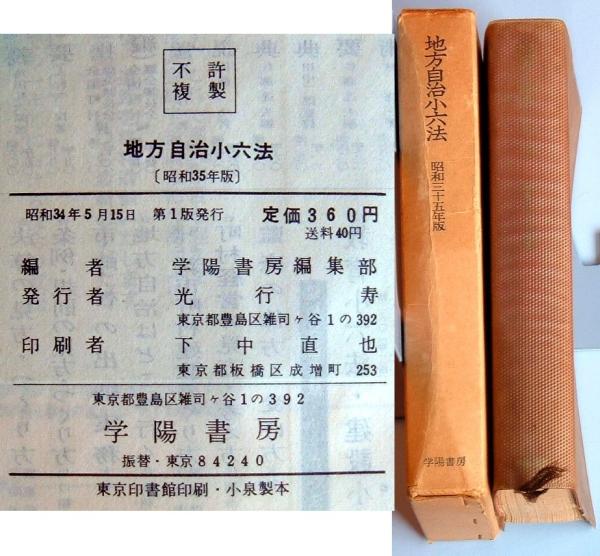 不許
複製
地方自治小六法
〔昭和35年版〕
昭和34年5月15日 第1版発行 定価360円
送料40円
編者 学陽書房編集部
発行者 光行寿
東京都豊島区雑司ヶ谷1の392
印刷者 下中直也
東京都板橋区成増町253
東京都豊島区雑司ヶ谷1の392
学陽書房
振替・東京84240
東京印書館印刷・小泉製本
地方自治小六法
昭和三十五年版
学陽書房